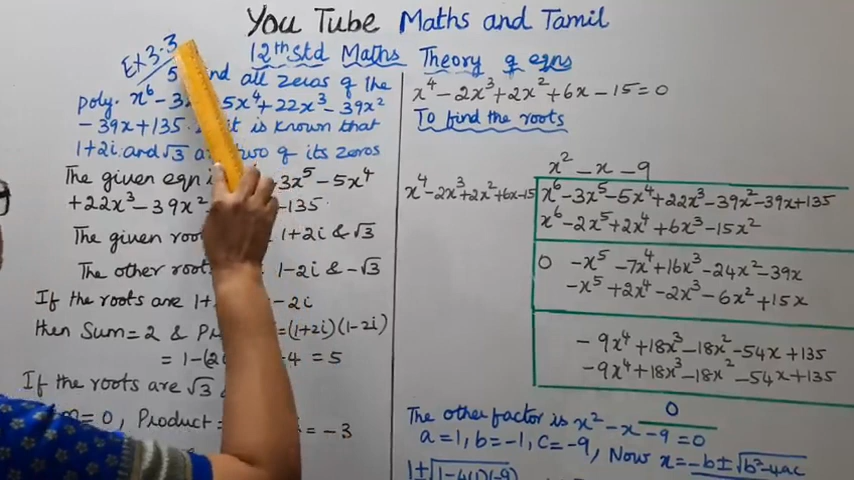 You Tube Maths and Tamil
12th Std Maths Theory of eqns
Ex 3.3
5 find all zeros of the
poly. x⁶ - 3x 5x⁴ + 22x³ - 39x²
- 39x + 135 it is known that
1+2i and √3 two of its zeros
The given eqn 3x⁵ - 5x⁴
+ 22x³ - 39x² 135
The given 1+2i & √3
The other 1-2i & -√3
If the roots are -2i
then Sum = 2 & =(1+2i)(1-2i)
= 1-( 4 = 5
If the roots are √3
= 0, Product = = -3
x⁴ - 2x³ + 2x² + 6x - 15 = 0
To find the roots
x² - x - 9
x⁴ - 2x³ + 2x² + 6x - 15
x⁶ - 3x⁵ - 5x⁴ + 22x³ - 39x² - 39x + 135
x⁶ - 2x⁵ + 2x⁴ + 6x³ - 15x²
0 - x⁵ - 7x⁴ + 16x³ - 24x² - 39x
- x⁵ + 2x⁴ - 2x³ - 6x² + 15x
- 9x⁴ + 18x³ - 18x² - 54x + 135
- 9x⁴ + 18x³ - 18x² - 54x + 135
0
The other factor is x² - x - 9 = 0
a = 1, b = -1, c = -9, Now x = -b ± √b² - 4ac
1 ± √1 - 4(1)(-9)